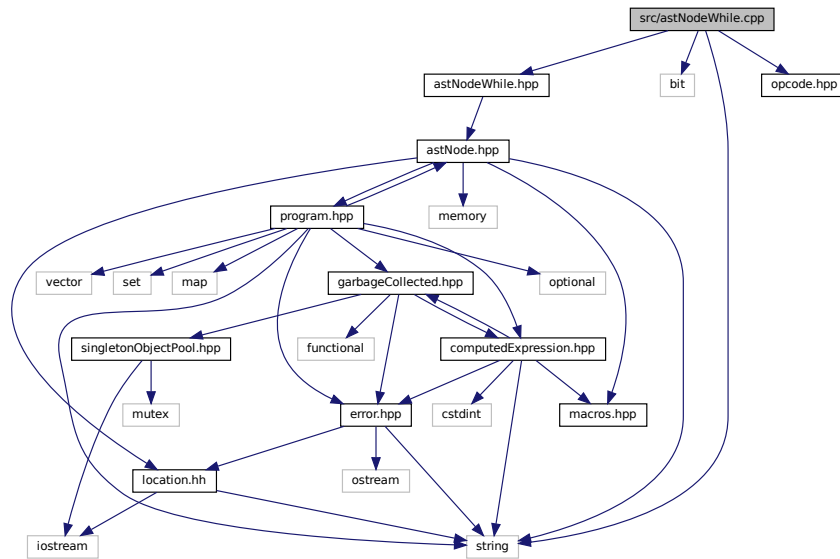 src/astNodeWhile.cpp
astNodeWhile.hpp
bit
opcode.hpp
astNode.hpp
program.hpp
memory
vector
set
map
garbageCollected.hpp
optional
singletonObjectPool.hpp
functional
computedExpression.hpp
mutex
error.hpp
cstdint
macros.hpp
location.hh
ostream
iostream
string